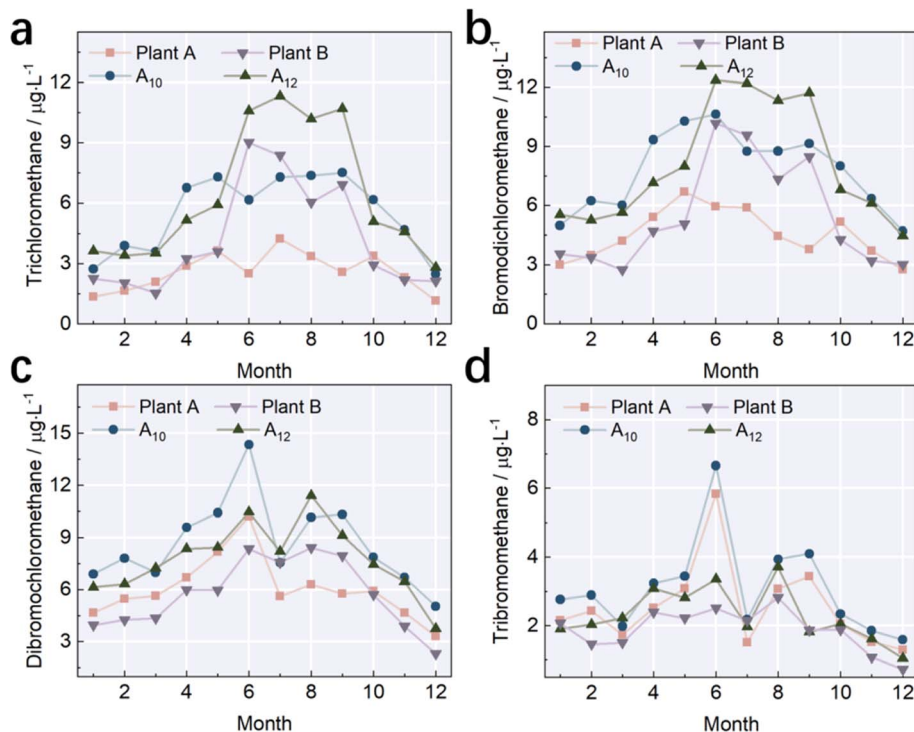 a
Plant A Plant B
A₁₀ A₁₂
Trichloromethane / µg·L⁻¹
12
9
6
3
0
2 4 6 8 10 12
Month
b
Plant A Plant B
A₁₀ A₁₂
Bromodichloromethane / µg·L⁻¹
12
9
6
3
0
2 4 6 8 10 12
Month
c
Plant A Plant B
A₁₀ A₁₂
Dibromochloromethane / µg·L⁻¹
15
12
9
6
3
2 4 6 8 10 12
Month
d
Plant A Plant B
A₁₀ A₁₂
Tribromomethane / µg·L⁻¹
8
6
4
2
2 4 6 8 10 12
Month